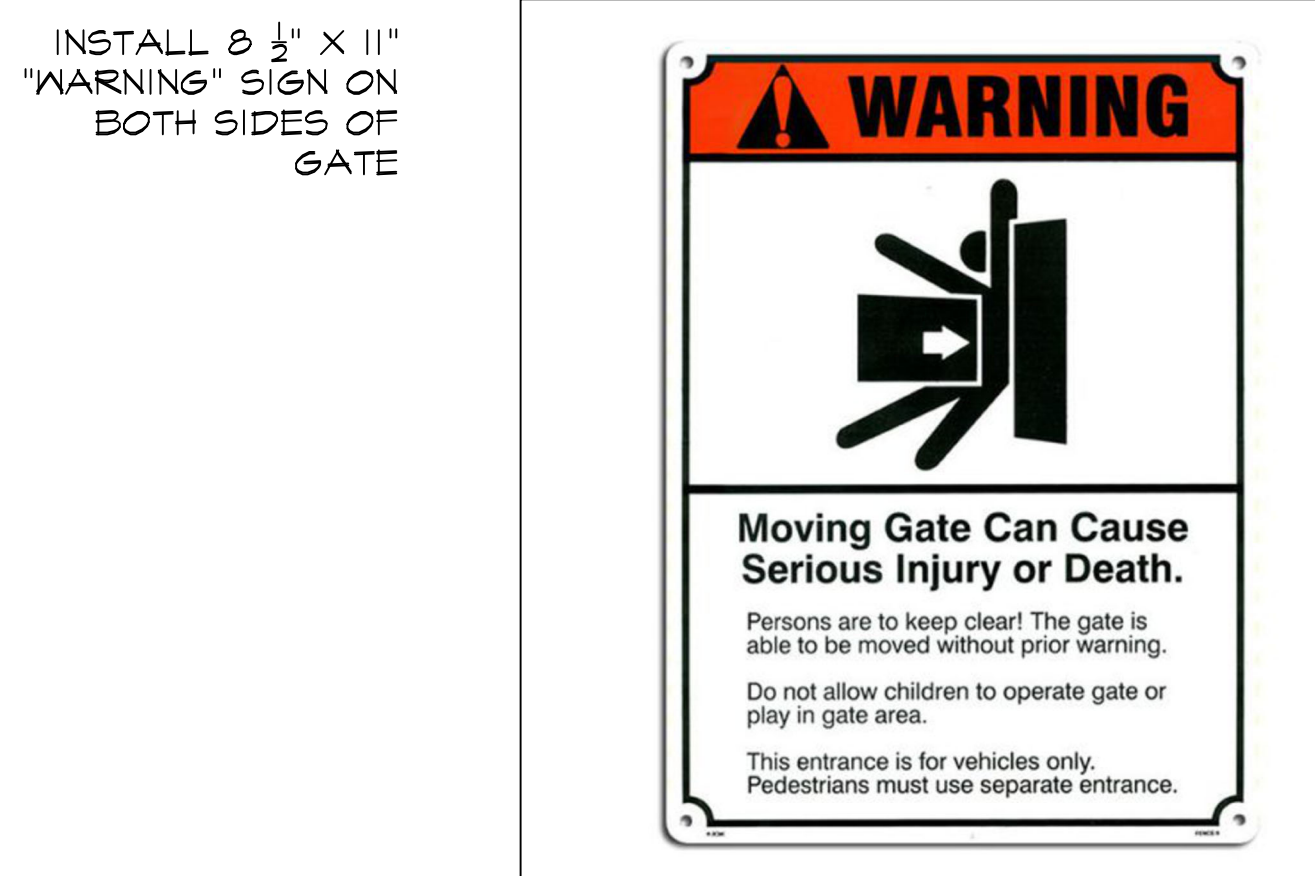 INSTALL 8 ½" X 11"
"WARNING" SIGN ON
BOTH SIDES OF
GATE
WARNING
Moving Gate Can Cause
Serious Injury or Death.
Persons are to keep clear! The gate is
able to be moved without prior warning.
Do not allow children to operate gate or
play in gate area.
This entrance is for vehicles only.
Pedestrians must use separate entrance.